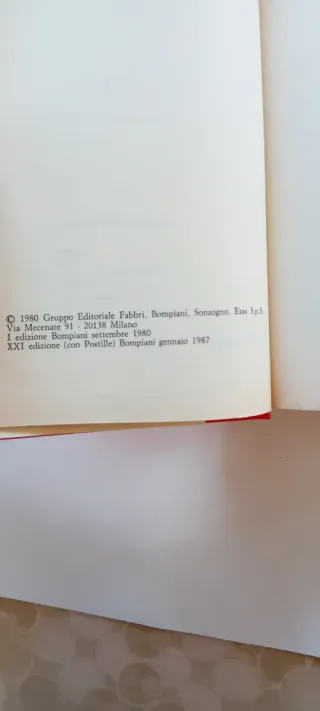 © 1980 Gruppo Editoriale Fabbri, Bompiani, Sonzogno, Etas S.p.A.
Via Mecenate 91 - 20138 Milano
I edizione Bompiani settembre 1980
XXI edizione (con Postille) Bompiani gennaio 1987